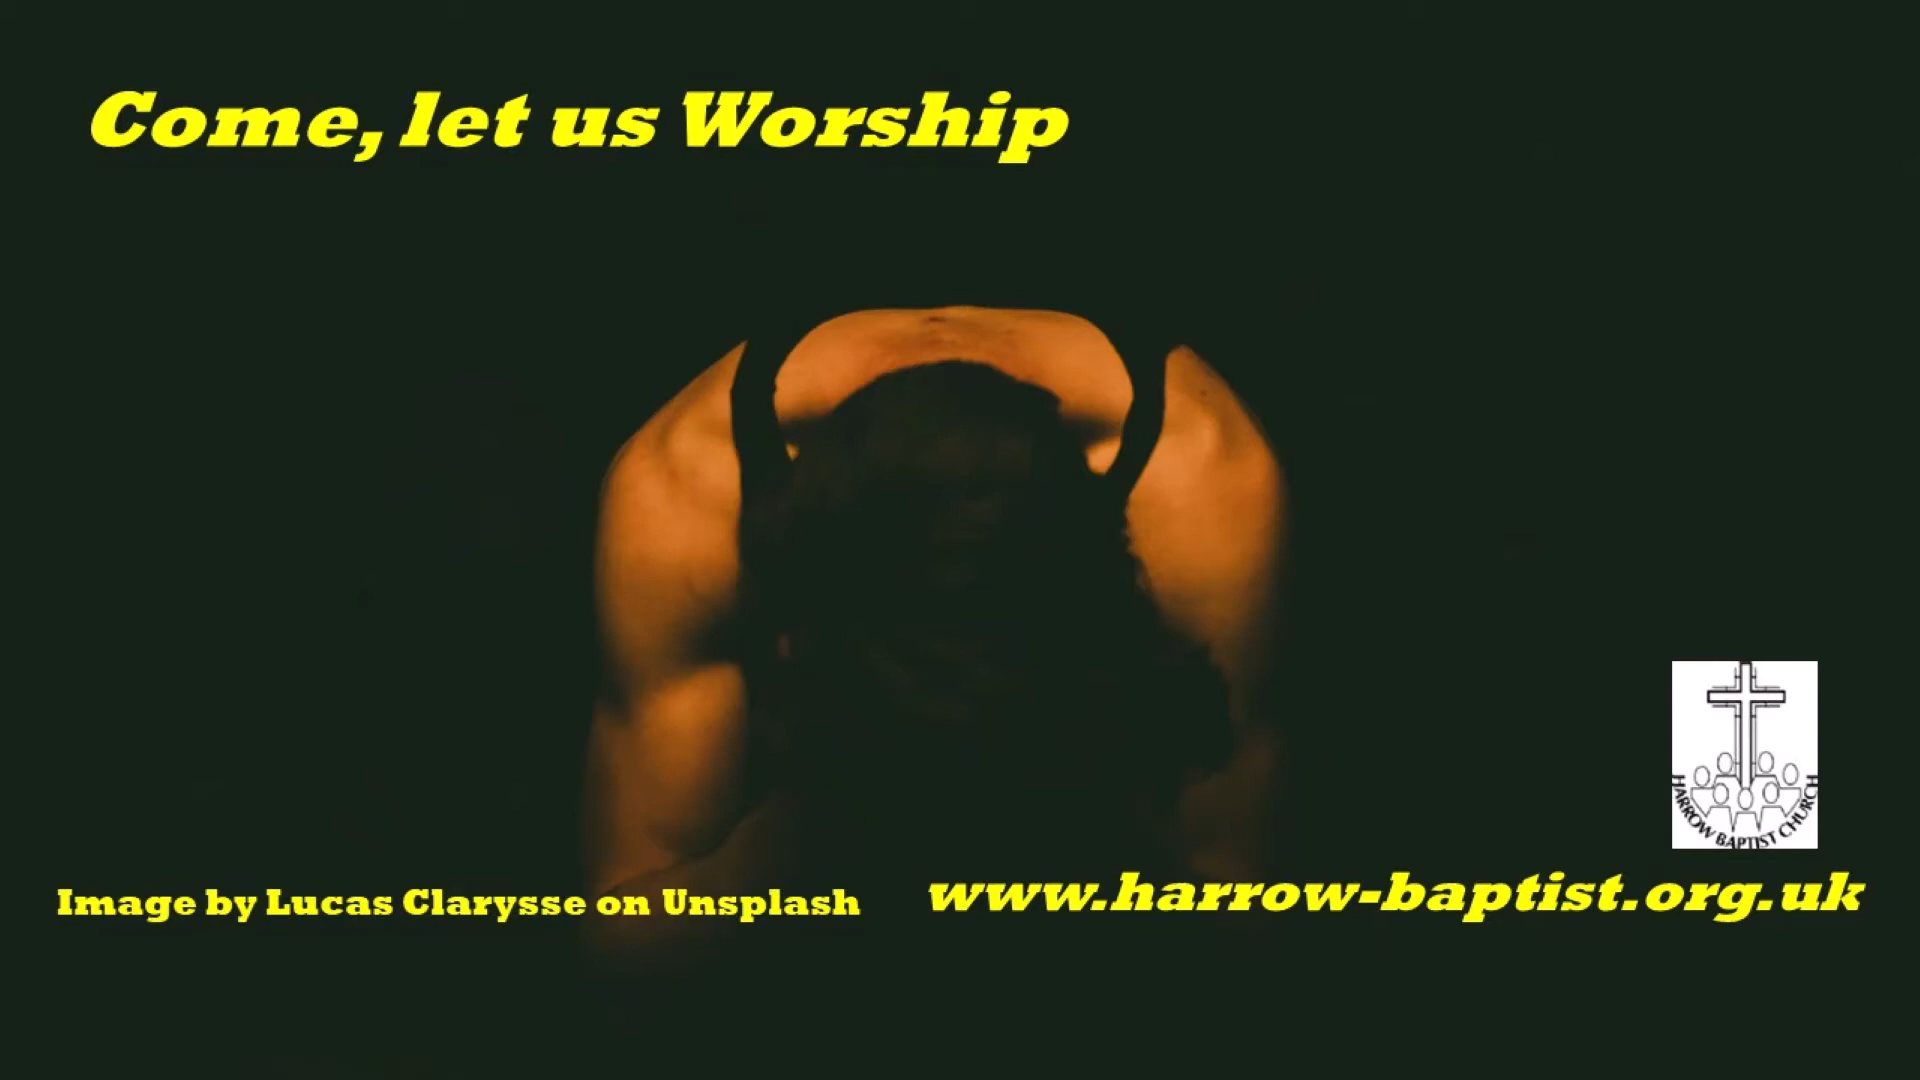 Come, let us Worship
HARROW BAPTIST CHURCH
Image by Lucas Clarysse on Unsplash
www.harrow-baptist.org.uk